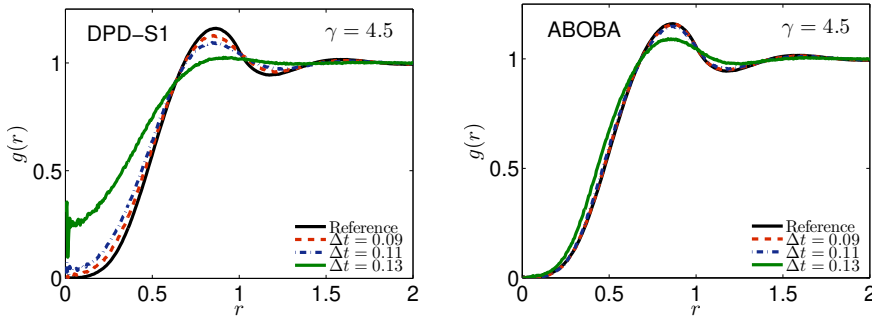 DPD−S1
γ = 4.5
g(r)
1
0.5
0
Reference
Δt = 0.09
Δt = 0.11
Δt = 0.13
0 0.5 1 1.5 2
r
ABOBA
γ = 4.5
g(r)
1
0.5
0
Reference
Δt = 0.09
Δt = 0.11
Δt = 0.13
0 0.5 1 1.5 2
r